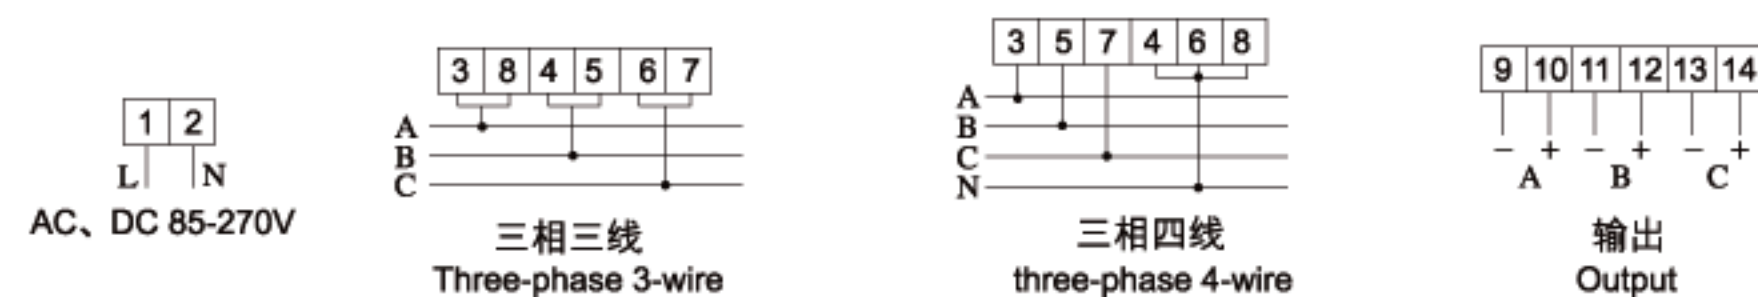 1 2
L N
AC、DC 85-270V
3 8 4 5 6 7
A
B
C
三相三线
Three-phase 3-wire
3 5 7 4 6 8
A
B
C
N
三相四线
three-phase 4-wire
9 10 11 12 13 14
− + − + − +
A B C
输出
Output